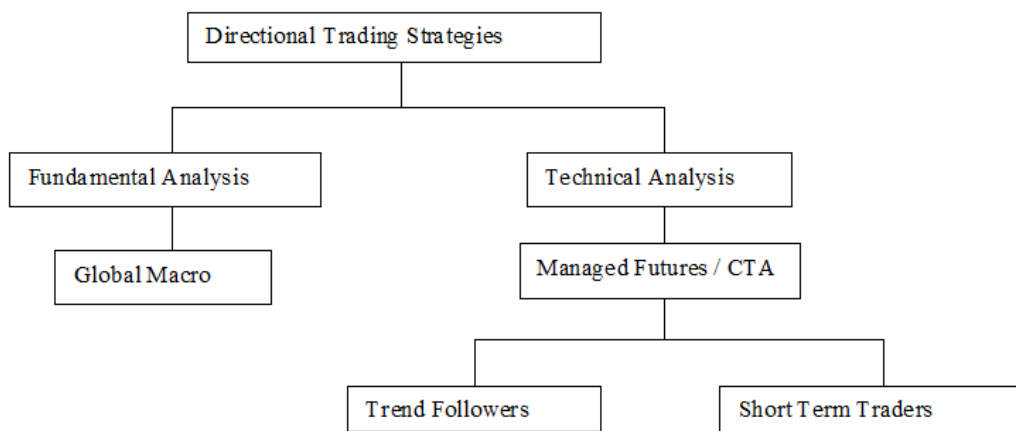 Directional Trading Strategies
Fundamental Analysis
Technical Analysis
Global Macro
Managed Futures / CTA
Trend Followers
Short Term Traders